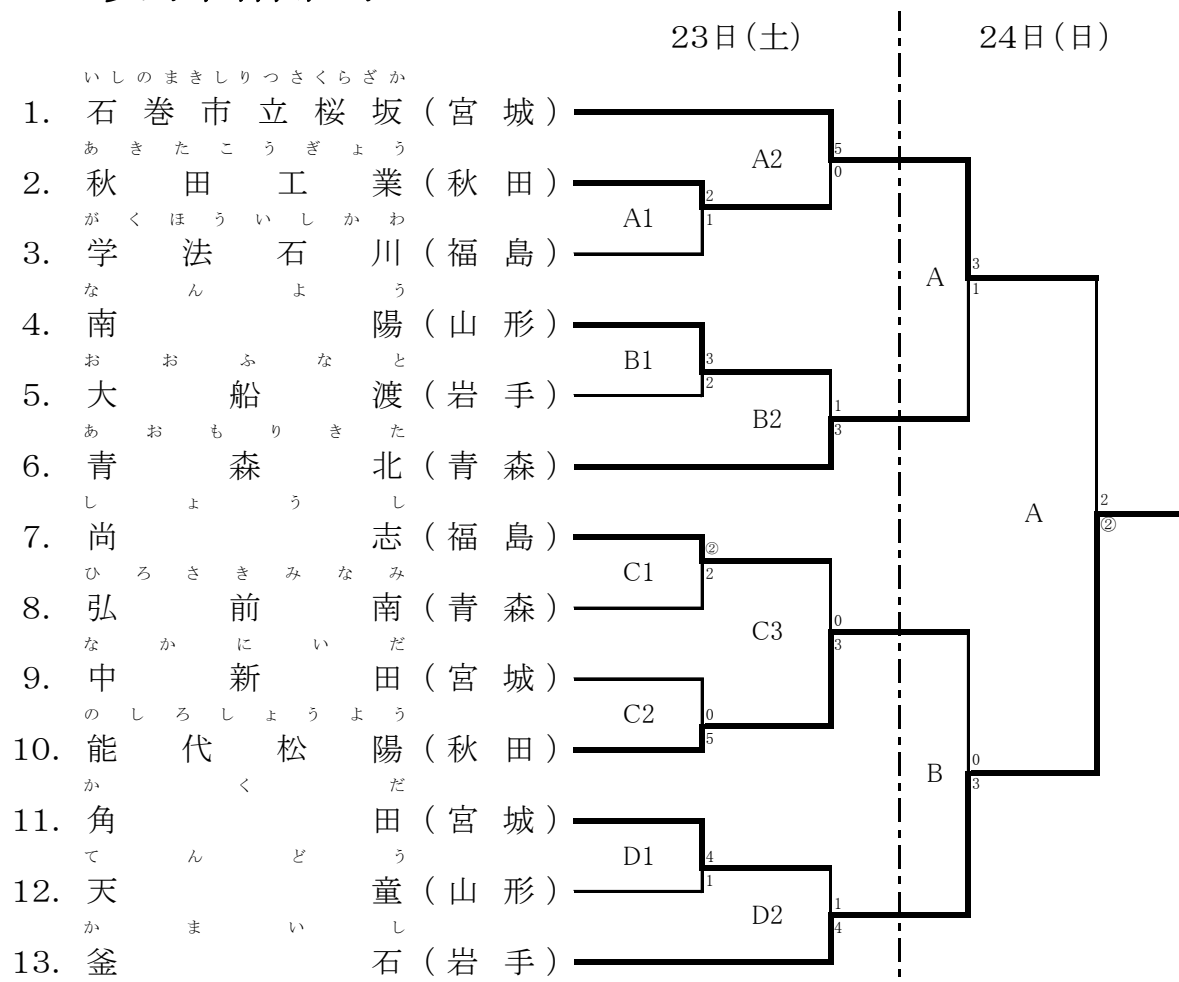 23日(土) 24日(日)
いしのまきしりつさくらざか
1. 石巻市立桜坂(宮城)
A2
5
0
あきたこうぎょう
2. 秋田工業(秋田)
A1
2
1
がくほういしかわ
3. 学法石川(福島)
A
3
1
なんよう
4. 南陽(山形)
B1
3
2
おおふなと
5. 大船渡(岩手)
B2
1
3
あおもりきた
6. 青森北(青森)
A
2
②
しょうし
7. 尚志(福島)
C1
②
2
ひろさきみなみ
8. 弘前南(青森)
C3
0
3
なかにいだ
9. 中新田(宮城)
C2
0
5
のしろしょうよう
10. 能代松陽(秋田)
B
0
3
かくだ
11. 角田(宮城)
D1
4
1
てんどう
12. 天童(山形)
D2
1
4
かまいし
13. 釜石(岩手)